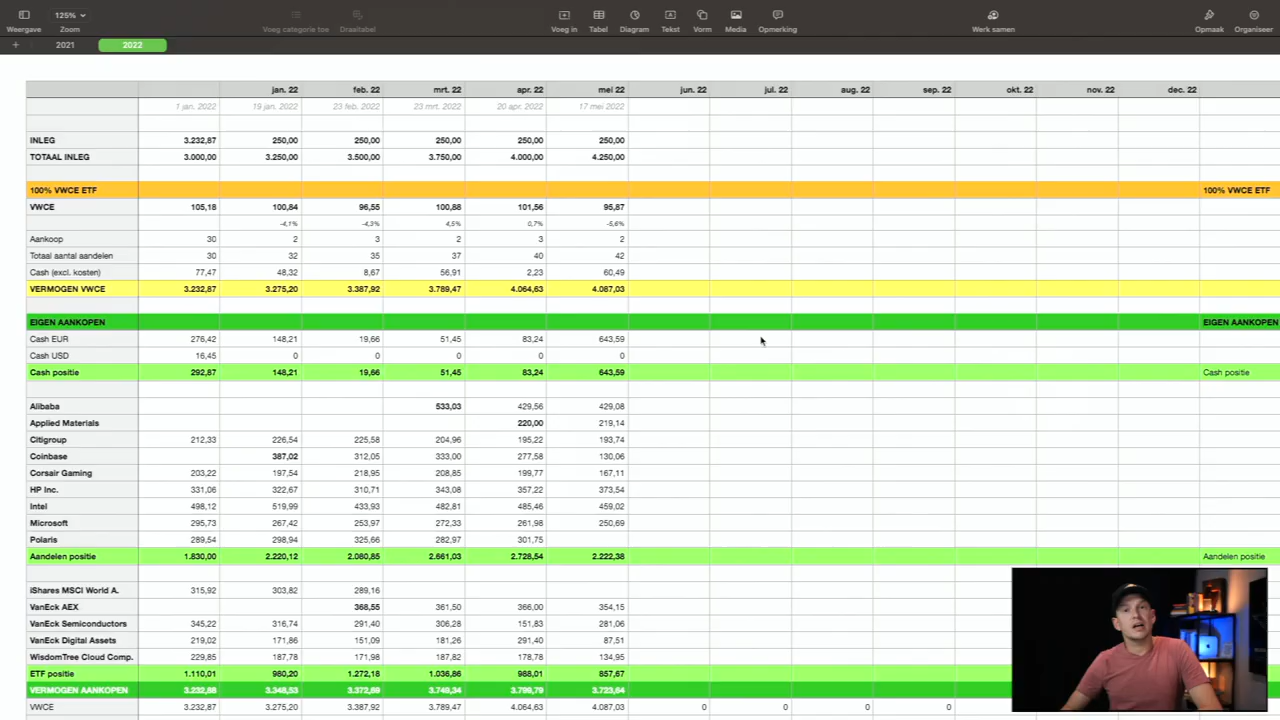 125%
Weergave Zoom Voeg categorie toe Draaitabel Voeg in Tabel Diagram Tekst Vorm Media Opmerking Werk samen Opmaak Organiseer
+ 2021 2022
jan. 22 feb. 22 mrt. 22 apr. 22 mei 22 jun. 22 jul. 22 aug. 22 sep. 22 okt. 22 nov. 22 dec. 22
1 jan. 2022 19 jan. 2022 23 feb. 2022 23 mrt. 2022 20 apr. 2022 17 mei 2022
INLEG 3.232,87 250,00 250,00 250,00 250,00 250,00
TOTAAL INLEG 3.000,00 3.250,00 3.500,00 3.750,00 4.000,00 4.250,00
100% VWCE ETF 100% VWCE ETF
VWCE 105,18 100,84 96,55 100,88 101,56 95,87
-4,1% -4,3% 4,5% 0,7% -5,6%
Aankoop 30 2 3 2 3 2
Totaal aantal aandelen 30 32 35 37 40 42
Cash (excl. kosten) 77,47 48,32 8,67 56,91 2,23 60,49
VERMOGEN VWCE 3.232,87 3.275,20 3.387,92 3.789,47 4.064,63 4.087,03
EIGEN AANKOPEN EIGEN AANKOPEN
Cash EUR 276,42 148,21 19,66 51,45 83,24 643,59
Cash USD 16,45 0 0 0 0 0
Cash positie 292,87 148,21 19,66 51,45 83,24 643,59 Cash positie
Alibaba 533,03 429,56 429,08
Applied Materials 220,00 219,14
Citigroup 212,33 226,54 225,58 204,96 195,22 193,74
Coinbase 387,02 312,05 333,00 277,58 130,06
Corsair Gaming 203,22 197,54 218,95 208,85 199,77 167,11
HP Inc. 331,06 322,67 310,71 343,08 357,22 373,54
Intel 498,12 519,99 433,93 482,81 485,46 459,02
Microsoft 295,73 267,42 253,97 272,33 261,98 250,69
Polaris 289,54 298,94 325,66 282,97 301,75
Aandelen positie 1.830,00 2.220,12 2.080,85 2.661,03 2.728,54 2.222,38 Aandelen positie
iShares MSCI World A. 315,92 303,82 289,16
VanEck AEX 368,55 361,50 366,00 354,15
VanEck Semiconductors 345,22 316,74 291,40 306,28 151,83 281,06
VanEck Digital Assets 219,02 171,86 151,09 181,26 291,40 87,51
WisdomTree Cloud Comp. 229,85 187,78 171,98 187,82 178,78 134,95
ETF positie 1.110,01 980,20 1.272,18 1.036,86 988,01 857,67
VERMOGEN AANKOPEN 3.232,88 3.348,53 3.372,69 3.749,34 3.799,79 3.723,64
VWCE 3.232,87 3.275,20 3.387,92 3.789,47 4.064,63 4.087,03 0 0 0 0